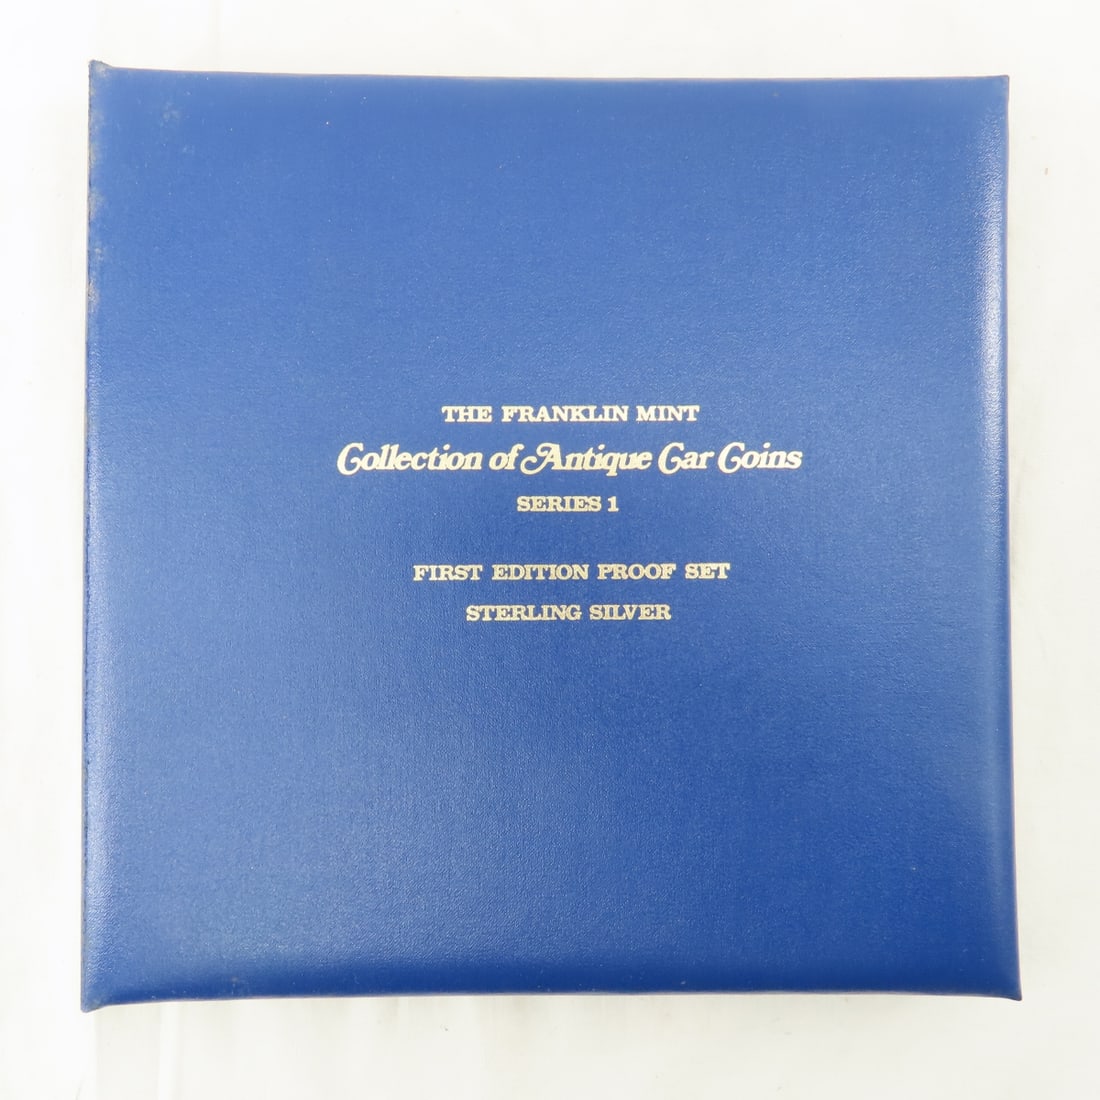 THE FRANKLIN MINT
Collection of Antique Car Coins
SERIES 1
FIRST EDITION PROOF SET
STERLING SILVER